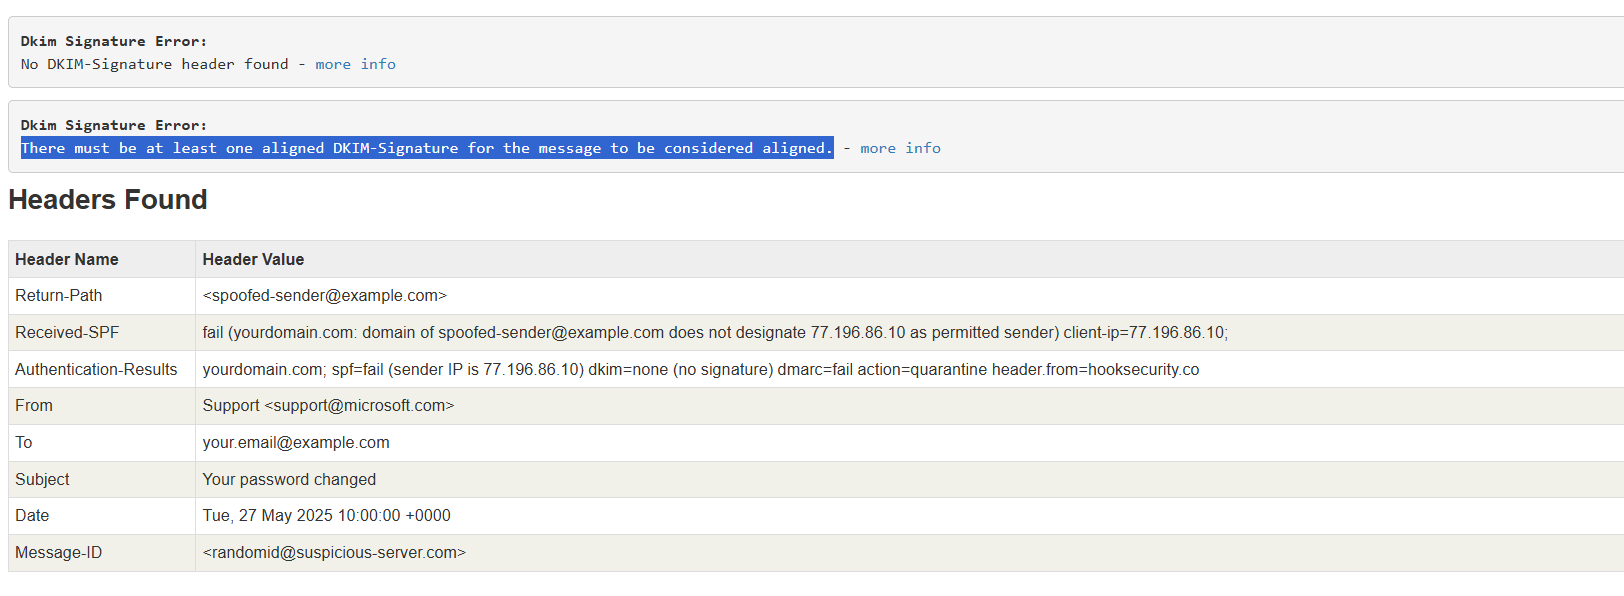 Dkim Signature Error:
No DKIM-Signature header found - more info
Dkim Signature Error:
There must be at least one aligned DKIM-Signature for the message to be considered aligned. - more info
Headers Found
Header Name Header Value
Return-Path <spoofed-sender@example.com>
Received-SPF fail (yourdomain.com: domain of spoofed-sender@example.com does not designate 77.196.86.10 as permitted sender) client-ip=77.196.86.10;
Authentication-Results yourdomain.com; spf=fail (sender IP is 77.196.86.10) dkim=none (no signature) dmarc=fail action=quarantine header.from=hooksecurity.co
From Support <support@microsoft.com>
To your.email@example.com
Subject Your password changed
Date Tue, 27 May 2025 10:00:00 +0000
Message-ID <randomid@suspicious-server.com>